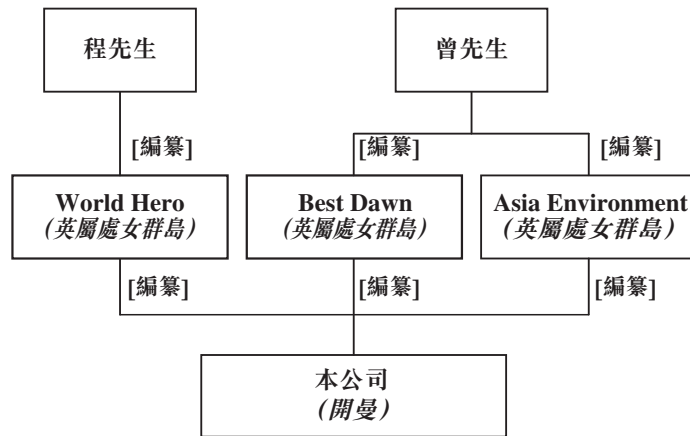 程先生
曾先生
[編纂]
[編纂]
[編纂]
World Hero
(英屬處女群島)
Best Dawn
(英屬處女群島)
Asia Environment
(英屬處女群島)
[編纂]
[編纂]
[編纂]
本公司
(開曼)